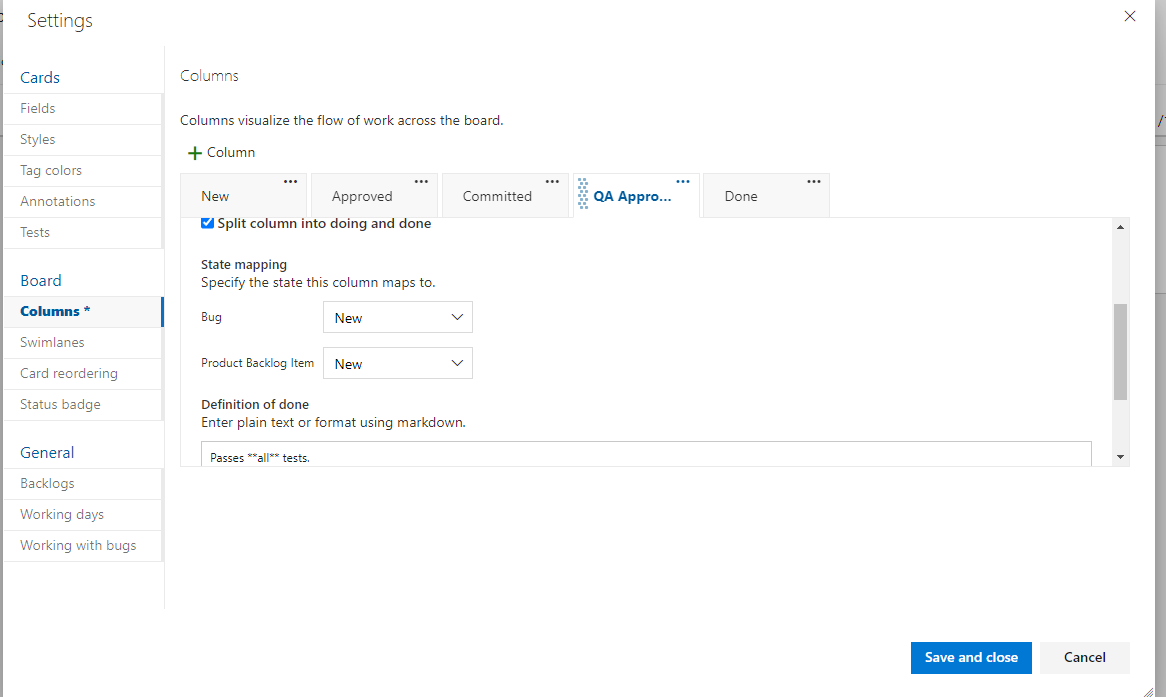 Settings
Cards
Fields
Styles
Tag colors
Annotations
Tests
Board
Columns *
Swimlanes
Card reordering
Status badge
General
Backlogs
Working days
Working with bugs
Columns
Columns visualize the flow of work across the board.
+ Column
New
Approved
Committed
QA Appro...
Done
Split column into doing and done
State mapping
Specify the state this column maps to.
Bug New
Product Backlog Item New
Definition of done
Enter plain text or format using markdown.
Passes **all** tests.
Save and close
Cancel